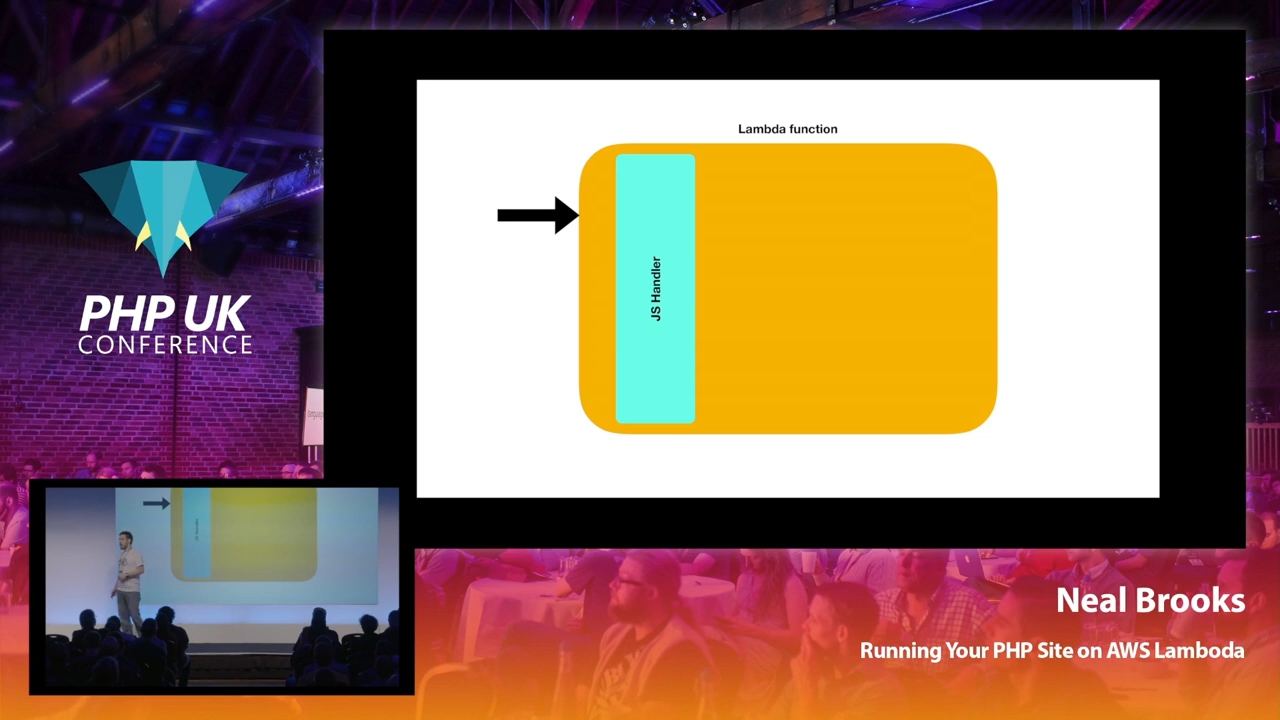 PHP UK
CONFERENCE
Lambda function
JS Handler
Neal Brooks
Running Your PHP Site on AWS Lamboda